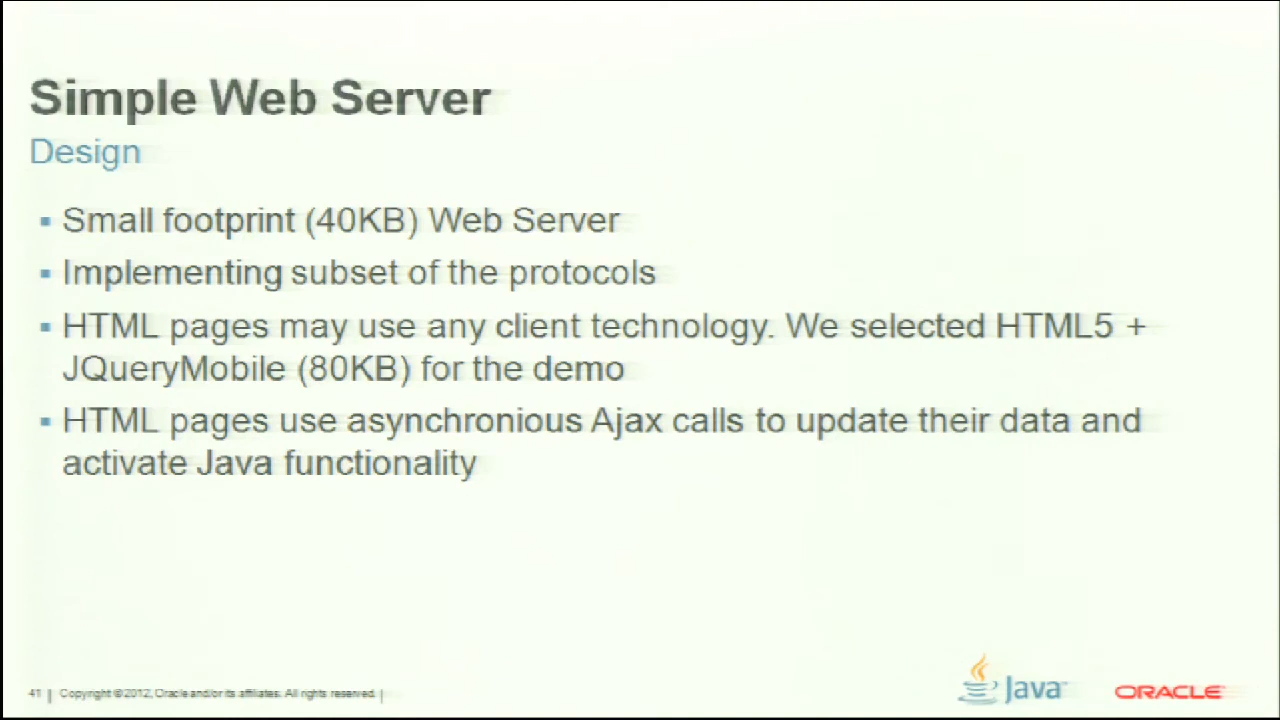 Simple Web Server
Design
▪ Small footprint (40KB) Web Server
▪ Implementing subset of the protocols
▪ HTML pages may use any client technology. We selected HTML5 +
JQueryMobile (80KB) for the demo
▪ HTML pages use asynchronious Ajax calls to update their data and
activate Java functionality
41 | Copyright © 2012, Oracle and/or its affiliates. All rights reserved. |
Java
ORACLE